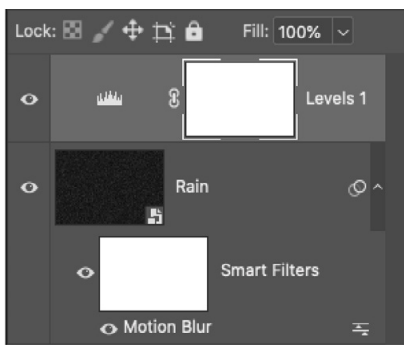 Lock: Fill: 100%
Levels 1
Rain
Smart Filters
Motion Blur